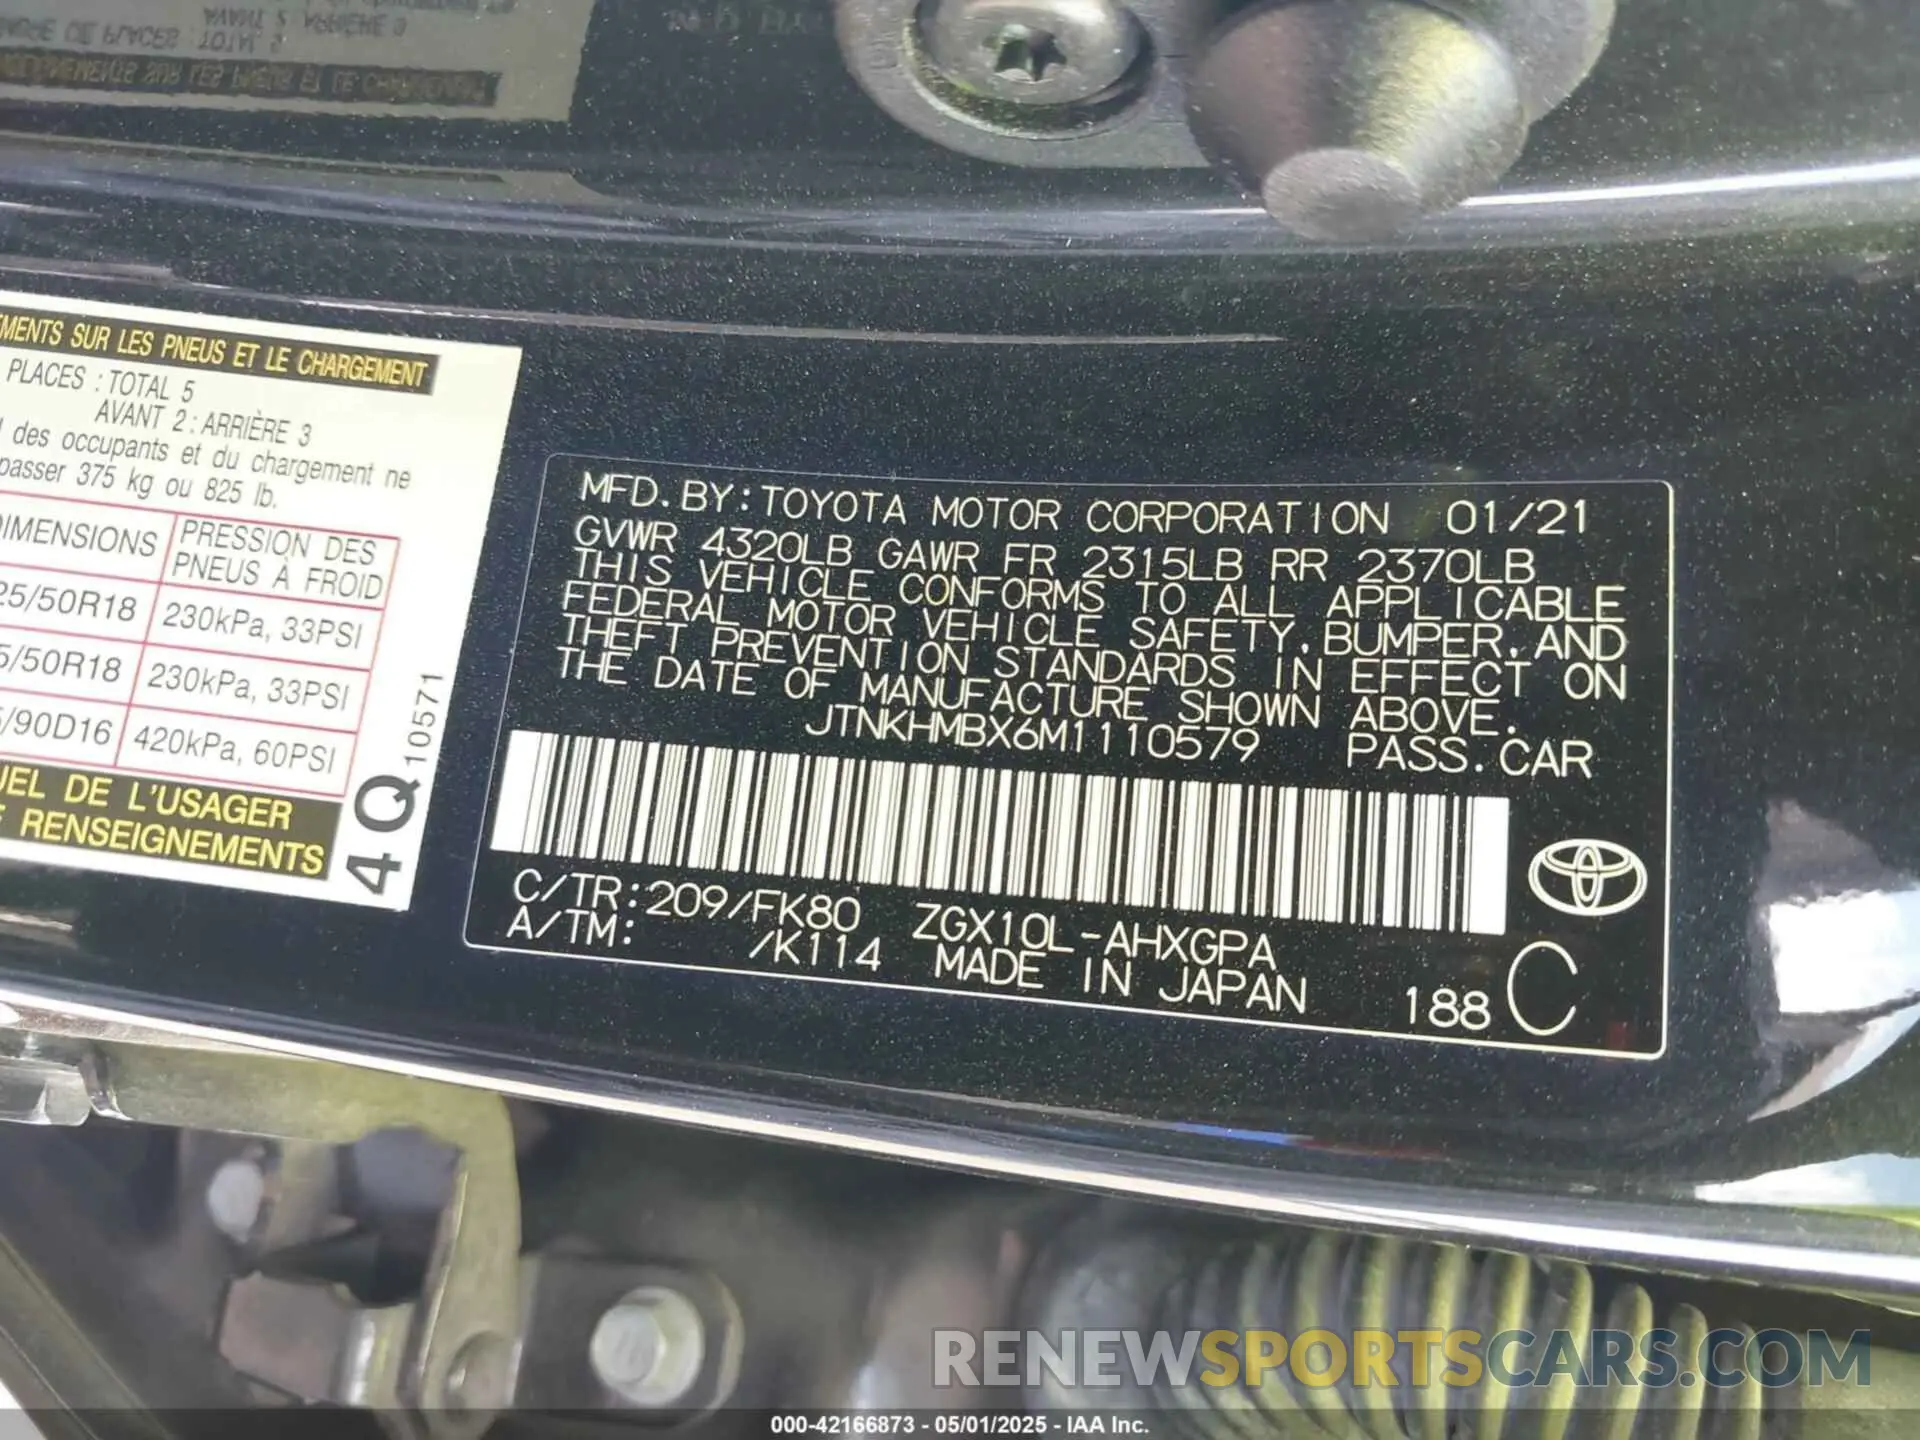 MENTS SUR LES PNEUS ET LE CHARGEMENT
PLACES : TOTAL 5
AVANT 2 : ARRIÈRE 3
des occupants et du chargement ne
passer 375 kg ou 825 lb.
DIMENSIONS PRESSION DES
PNEUS À FROID
25/50R18 230kPa, 33PSI
5/50R18 230kPa, 33PSI
/90D16 420kPa, 60PSI
UEL DE L'USAGER
RENSEIGNEMENTS
4Q 10571
MFD. BY: TOYOTA MOTOR CORPORATION 01/21
GVWR 4320LB GAWR FR 2315LB RR 2370LB
THIS VEHICLE CONFORMS TO ALL APPLICABLE
FEDERAL MOTOR VEHICLE SAFETY, BUMPER, AND
THEFT PREVENTION STANDARDS IN EFFECT ON
THE DATE OF MANUFACTURE SHOWN ABOVE.
JTNKHMBX6M1110579 PASS. CAR
C/TR: 209/FK80 ZGX10L-AHXGPA
A/TM: /K114 MADE IN JAPAN 188 C
RENEWSPORTSCARS.COM
000-42166873 - 05/01/2025 - IAA Inc.